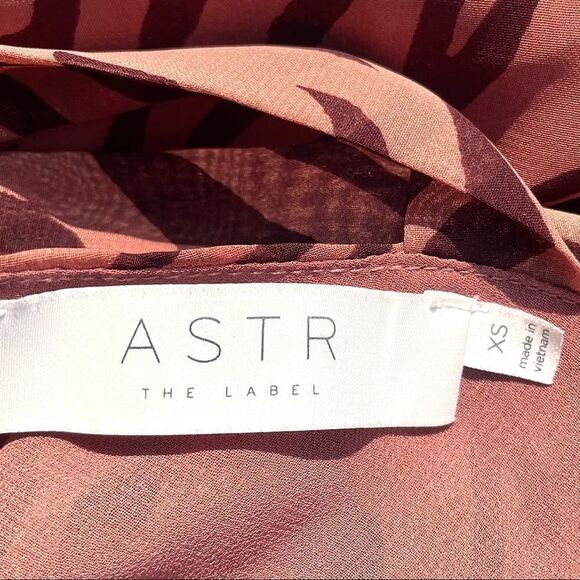 ASTR
THE LABEL
XS
made in
vietnam